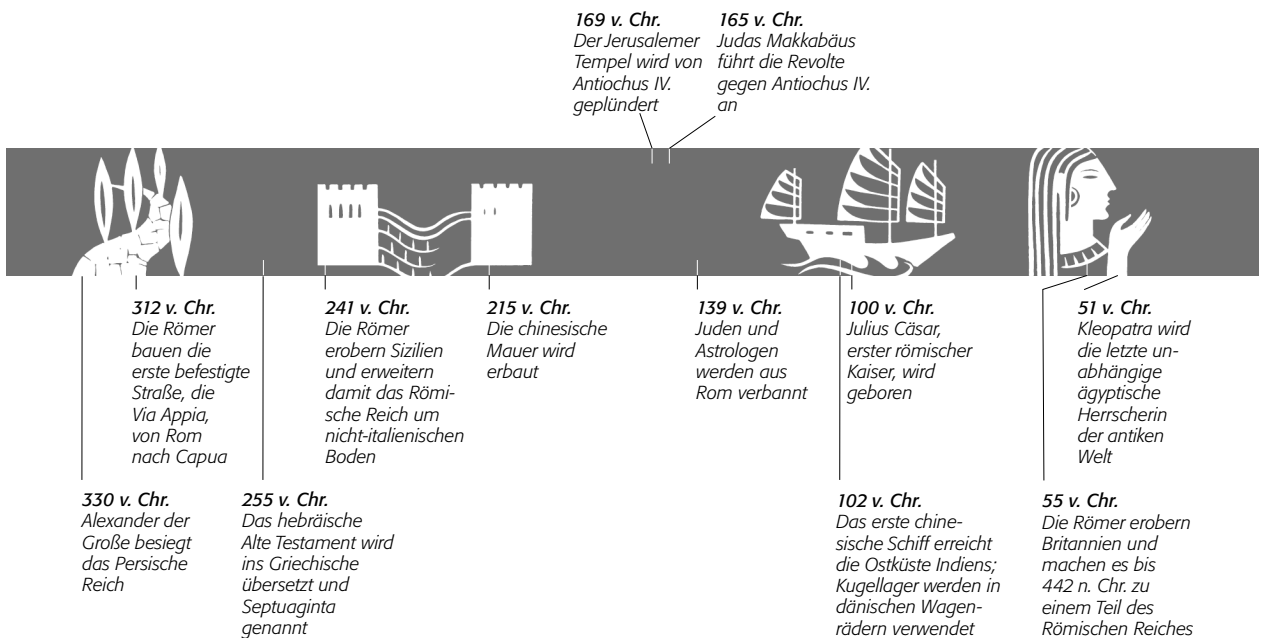 169 v. Chr.
Der Jerusalemer
Tempel wird von
Antiochus IV.
geplündert
165 v. Chr.
Judas Makkabäus
führt die Revolte
gegen Antiochus IV.
an
312 v. Chr.
Die Römer
bauen die
erste befestigte
Straße, die
Via Appia,
von Rom
nach Capua
241 v. Chr.
Die Römer
erobern Sizilien
und erweitern
damit das Römi-
sche Reich um
nicht-italienischen
Boden
215 v. Chr.
Die chinesische
Mauer wird
erbaut
139 v. Chr.
Juden und
Astrologen
werden aus
Rom verbannt
100 v. Chr.
Julius Cäsar,
erster römischer
Kaiser, wird
geboren
51 v. Chr.
Kleopatra wird
die letzte un-
abhängige
ägyptische
Herrscherin
der antiken
Welt
330 v. Chr.
Alexander der
Große besiegt
das Persische
Reich
255 v. Chr.
Das hebräische
Alte Testament wird
ins Griechische
übersetzt und
Septuaginta
genannt
102 v. Chr.
Das erste chine-
sische Schiff erreicht
die Ostküste Indiens;
Kugellager werden in
dänischen Wagen-
rädern verwendet
55 v. Chr.
Die Römer erobern
Britannien und
machen es bis
442 n. Chr. zu
einem Teil des
Römischen Reiches